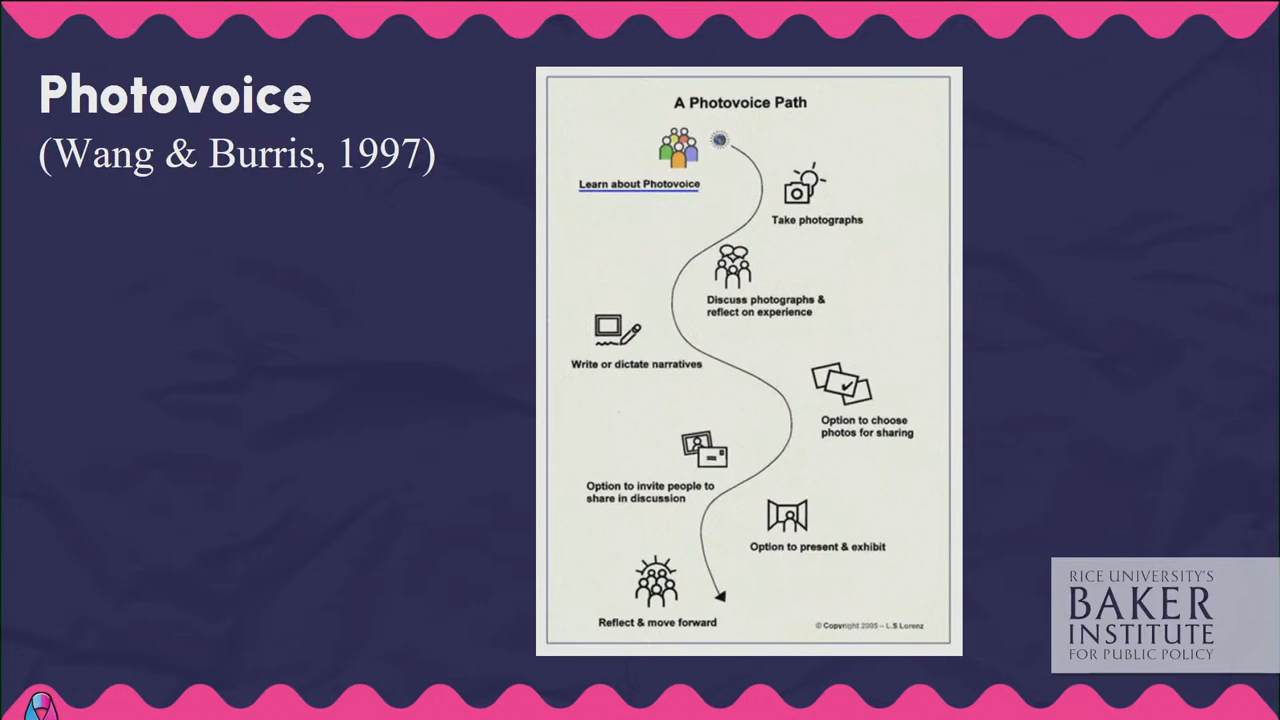 Photovoice
(Wang & Burris, 1997)
A Photovoice Path
Learn about Photovoice
Take photographs
Discuss photographs &
reflect on experience
Write or dictate narratives
Option to choose
photos for sharing
Option to invite people to
share in discussion
Option to present & exhibit
Reflect & move forward
© Copyright 2005 – L.S Lorenz
RICE UNIVERSITY'S
BAKER
INSTITUTE
FOR PUBLIC POLICY